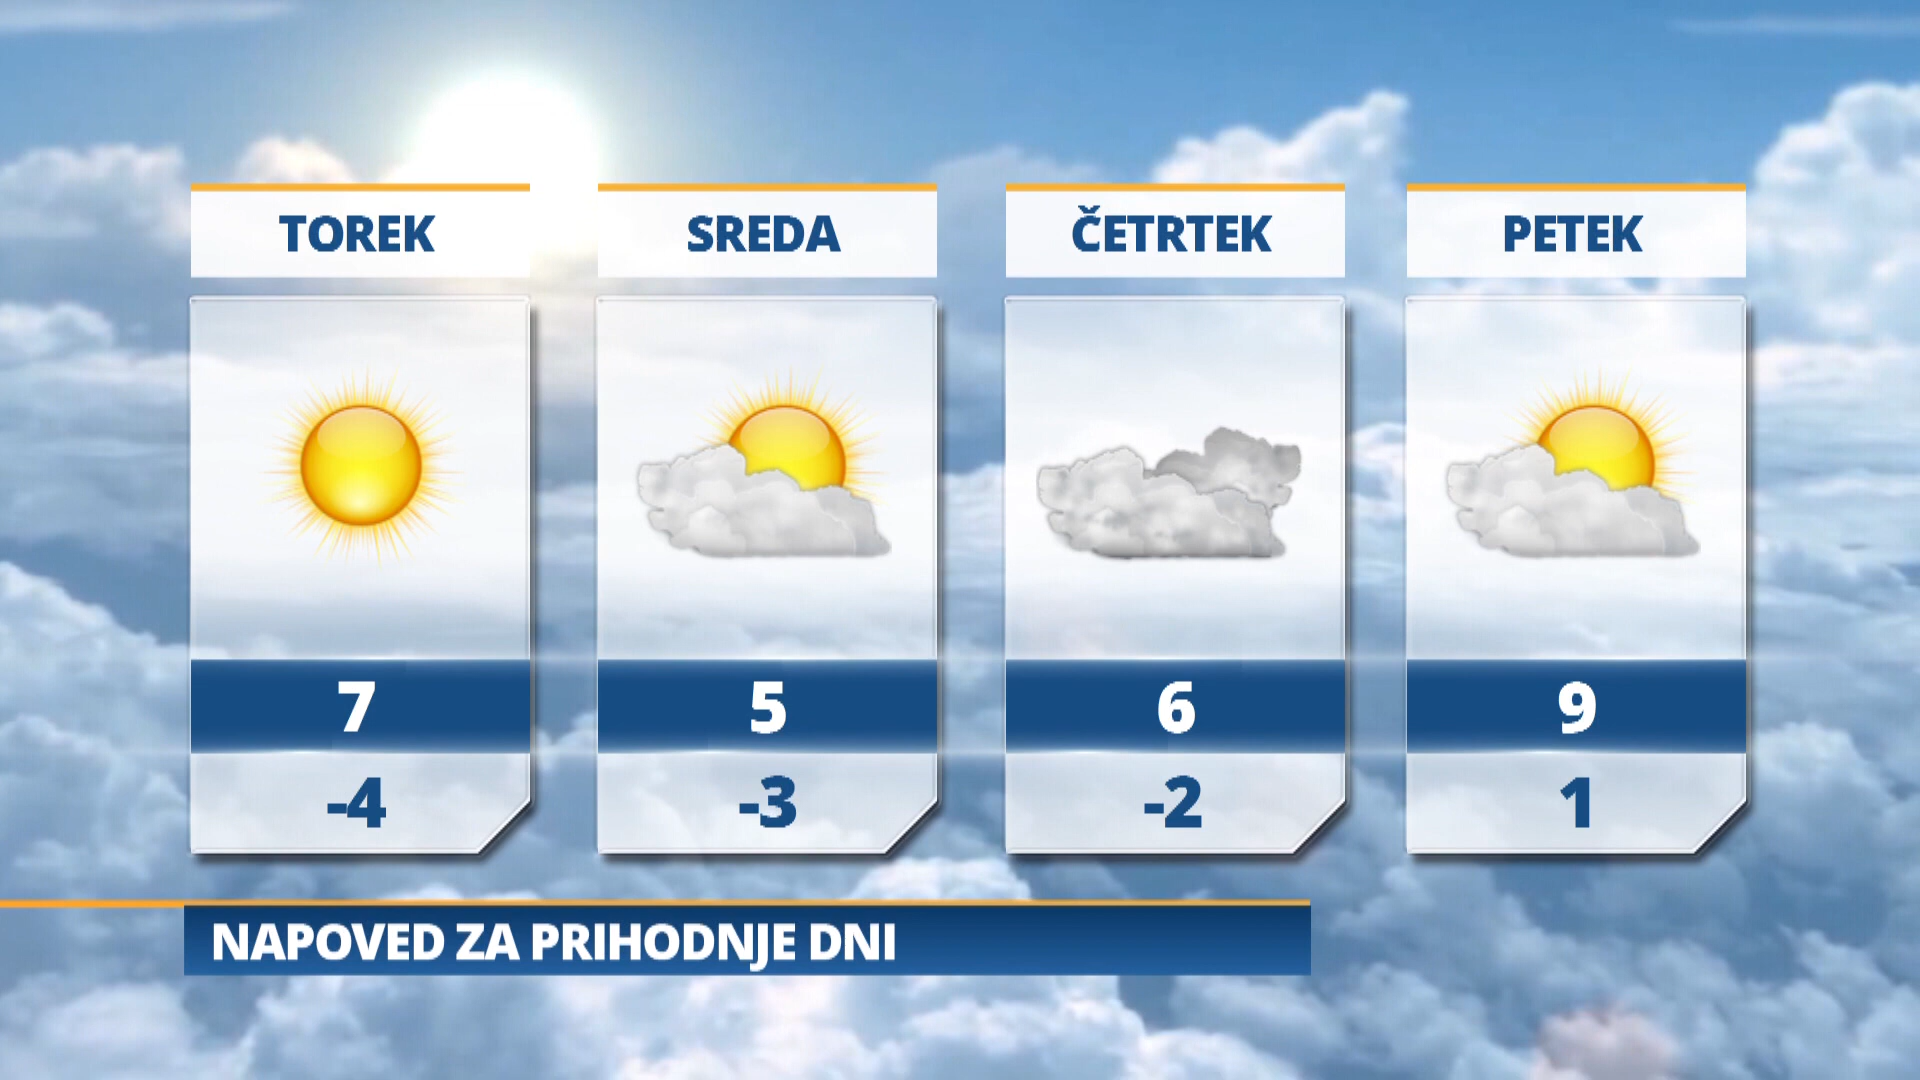 TOREK
SREDA
ČETRTEK
PETEK
7
5
6
9
-4
-3
-2
1
NAPOVED ZA PRIHODNJE DNI